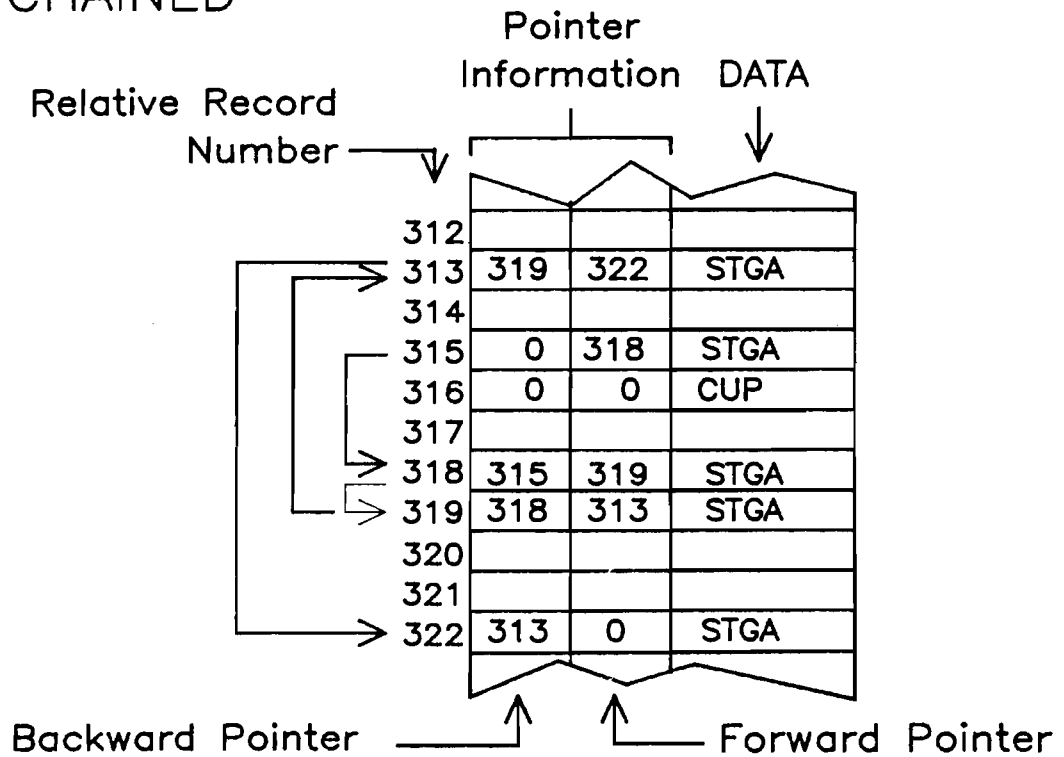 CHAINED
Pointer
Information DATA
Relative Record
Number
312
313 319 322 STGA
314
315 0 318 STGA
316 0 0 CUP
317
318 315 319 STGA
319 318 313 STGA
320
321
322 313 0 STGA
Backward Pointer Forward Pointer